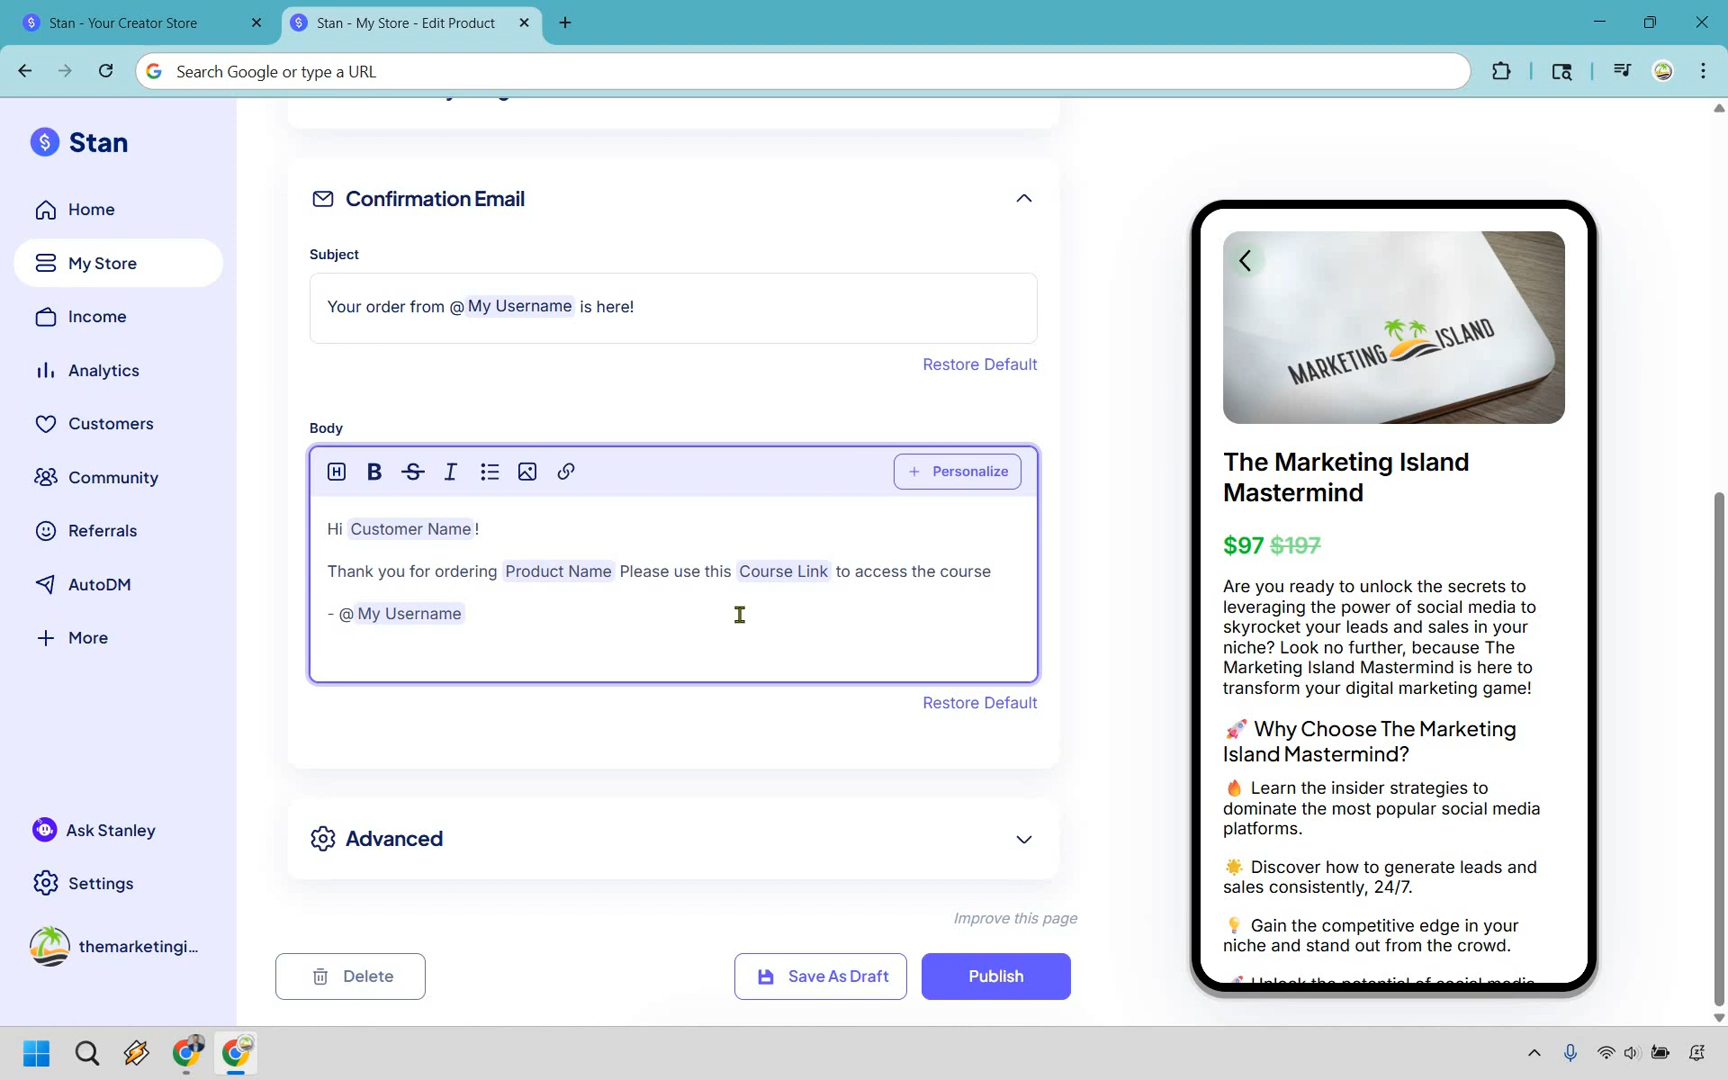 Stan - Your Creator Store
Stan - My Store - Edit Product
Search Google or type a URL
Stan
Home
My Store
Income
Analytics
Customers
Community
Referrals
AutoDM
More
Ask Stanley
Settings
themarketingi...
Confirmation Email
Subject
Your order from @ My Username is here!
Restore Default
Body
H B S I
+ Personalize
Hi Customer Name !
Thank you for ordering Product Name Please use this Course Link to access the course
- @ My Username
Restore Default
Advanced
Improve this page
Delete
Save As Draft
Publish
MARKETING ISLAND
The Marketing Island
Mastermind
$97 $197
Are you ready to unlock the secrets to
leveraging the power of social media to
skyrocket your leads and sales in your
niche? Look no further, because The
Marketing Island Mastermind is here to
transform your digital marketing game!
🚀 Why Choose The Marketing
Island Mastermind?
🔥 Learn the insider strategies to
dominate the most popular social media
platforms.
🌟 Discover how to generate leads and
sales consistently, 24/7.
💡 Gain the competitive edge in your
niche and stand out from the crowd.
🚀 Unlock the potential of social media